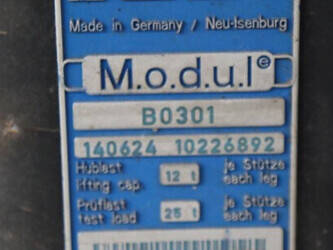 Made in Germany / Neu-Isenburg
M.o.d.u.l e
B0301
140624 10226892
Hublast 12 t je Stütze
lifting cap each leg
Prüflast 25 t je Stütze
test load each leg